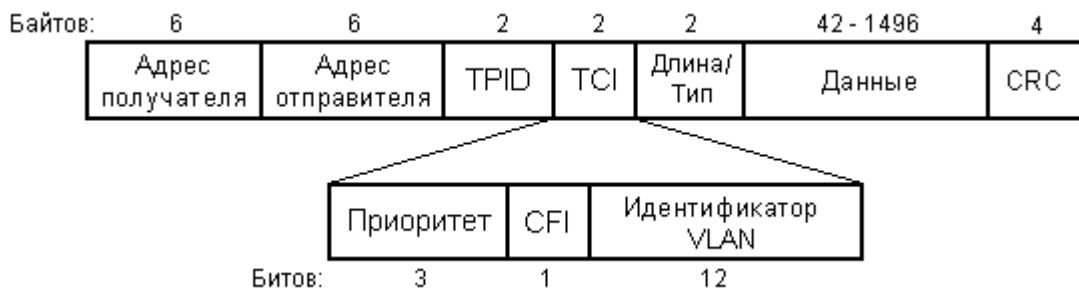 Байтов: 6 6 2 2 2 42 - 1496 4
Адрес получателя
Адрес отправителя
TPID
TCI
Длина/
Тип
Данные
CRC
Приоритет
CFI
Идентификатор
VLAN
Битов: 3 1 12